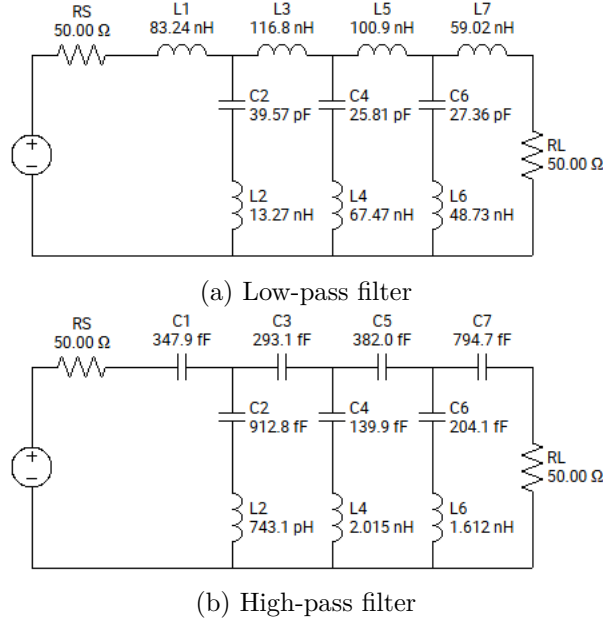 RS
50.00 Ω
L1
83.24 nH
L3
116.8 nH
L5
100.9 nH
L7
59.02 nH
C2
39.57 pF
C4
25.81 pF
C6
27.36 pF
RL
50.00 Ω
L2
13.27 nH
L4
67.47 nH
L6
48.73 nH
(a) Low-pass filter
RS
50.00 Ω
C1
347.9 fF
C3
293.1 fF
C5
382.0 fF
C7
794.7 fF
C2
912.8 fF
C4
139.9 fF
C6
204.1 fF
RL
50.00 Ω
L2
743.1 pH
L4
2.015 nH
L6
1.612 nH
(b) High-pass filter